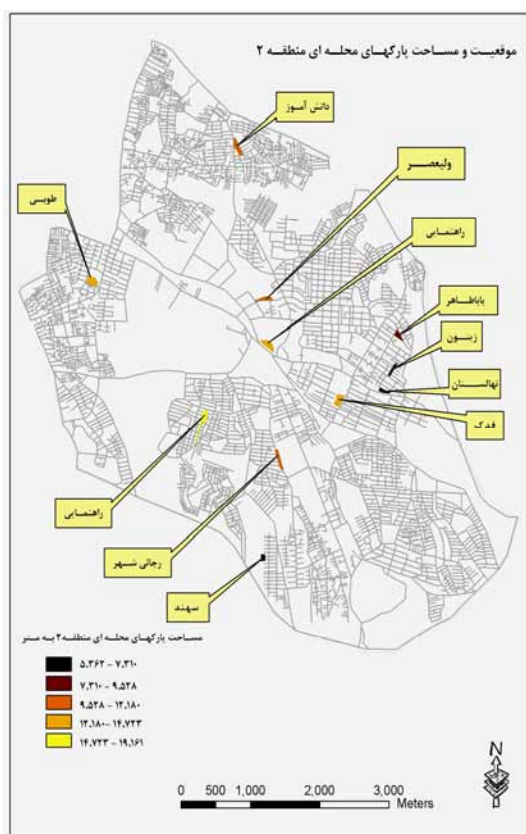 موقعیت و مساحت پارکهای محله ای منطقه ۲
دانش آموز
ولیعصر
طوبی
راهنمایی
باباطاهر
زیتون
نهالستان
فدک
راهنمایی
رجائی شهر
سهند
مساحت پارکهای محله ای منطقه ۲ به متر
۵,۳۶۲ - ۷,۳۱۰
۷,۳۱۰ - ۹,۵۲۸
۹,۵۲۸ - ۱۲,۱۸۰
۱۲,۱۸۰ - ۱۴,۷۲۳
۱۴,۷۲۳ - ۱۹,۱۶۱
N
0 500 1,000 2,000 3,000
Meters